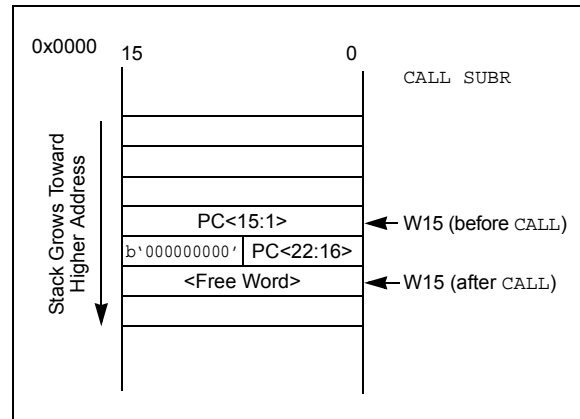 0x0000
15 0
CALL SUBR
Stack Grows Toward
Higher Address
PC<15:1>
W15 (before CALL)
b‘000000000’ PC<22:16>
<Free Word>
W15 (after CALL)